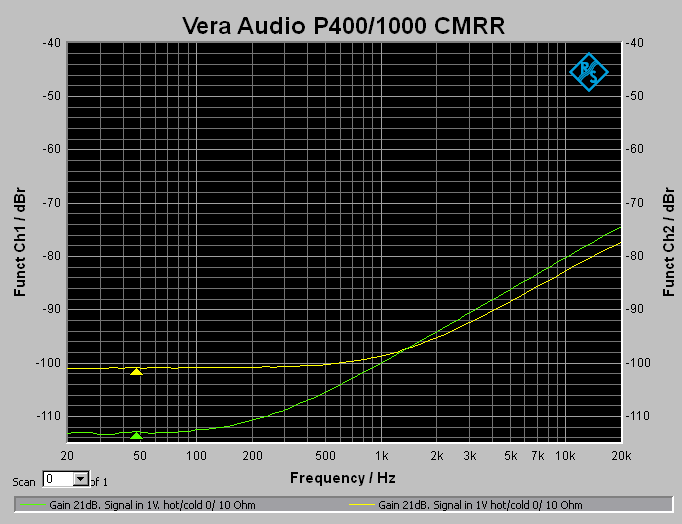 Vera Audio P400/1000 CMRR
-40 -40
R&S
-50 -50
-60 -60
-70 -70
-80 -80
-90 -90
-100 -100
-110 -110
Funct Ch1 / dBr
Funct Ch2 / dBr
20 50 100 200 500 1k 2k 3k 5k 7k 10k 20k
Frequency / Hz
Scan 0 of 1
Gain 21dB. Signal in 1V. hot/cold 0/ 10 Ohm Gain 21dB. Signal in 1V hot/cold 0/ 10 Ohm